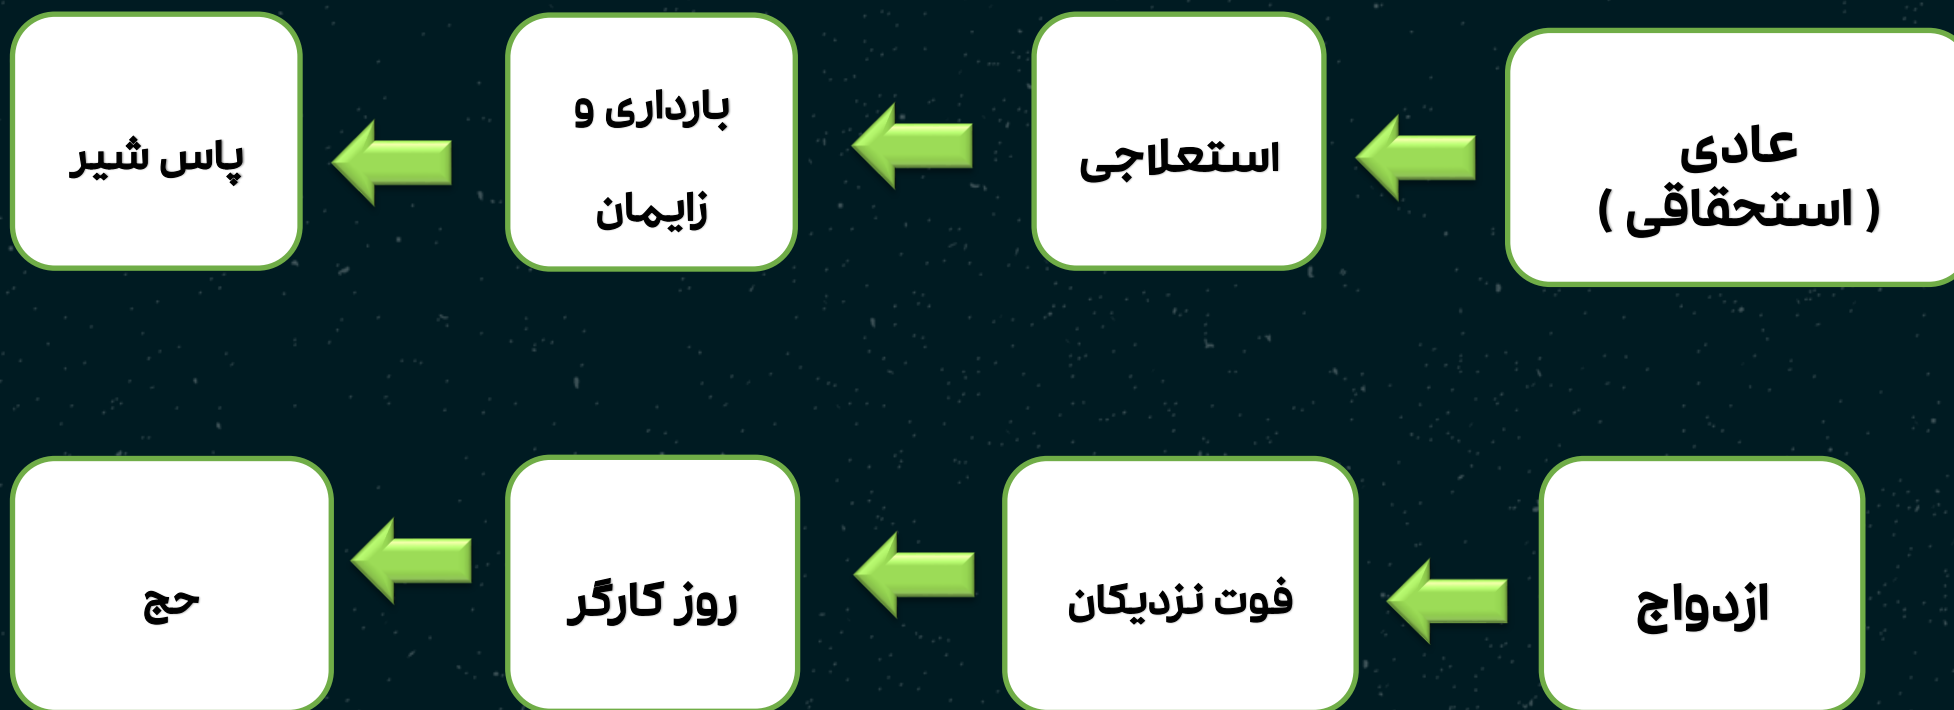 عادی
( استحقاقی )
استعلاجی
بارداری و
زایمان
پاس شیر
ازدواج
فوت نزدیکان
روز کارگر
حج